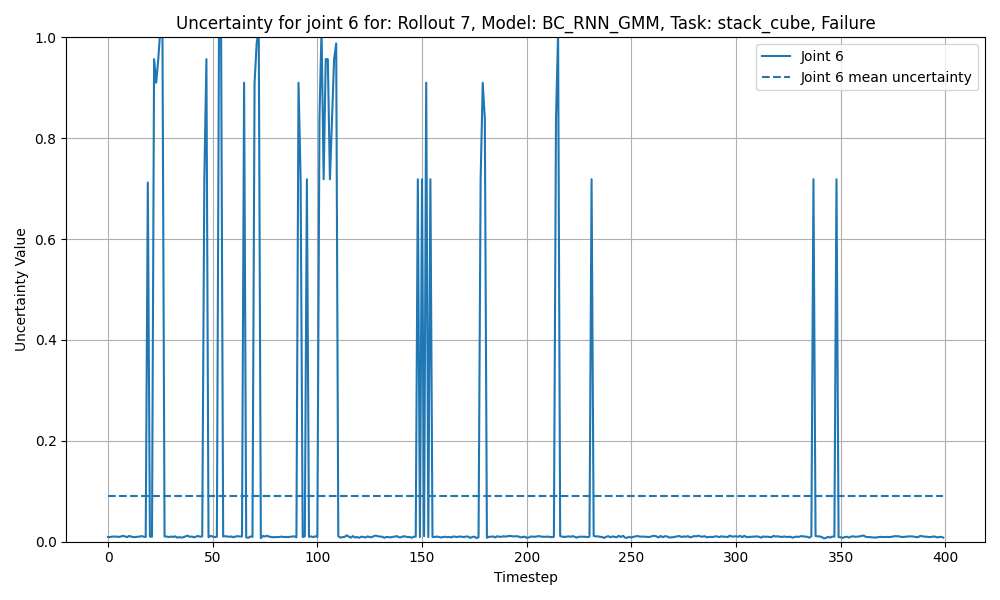 Uncertainty for joint 6 for: Rollout 7, Model: BC_RNN_GMM, Task: stack_cube, Failure
Joint 6
Joint 6 mean uncertainty
Uncertainty Value
1.0
0.8
0.6
0.4
0.2
0.0
0 50 100 150 200 250 300 350 400
Timestep